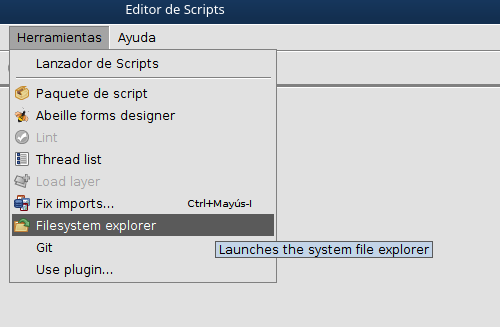 Editor de Scripts
Herramientas Ayuda
Lanzador de Scripts
Paquete de script
Abeille forms designer
Lint
Thread list
Load layer
Fix imports... Ctrl+Mayús-I
Filesystem explorer
Git
Launches the system file explorer
Use plugin...